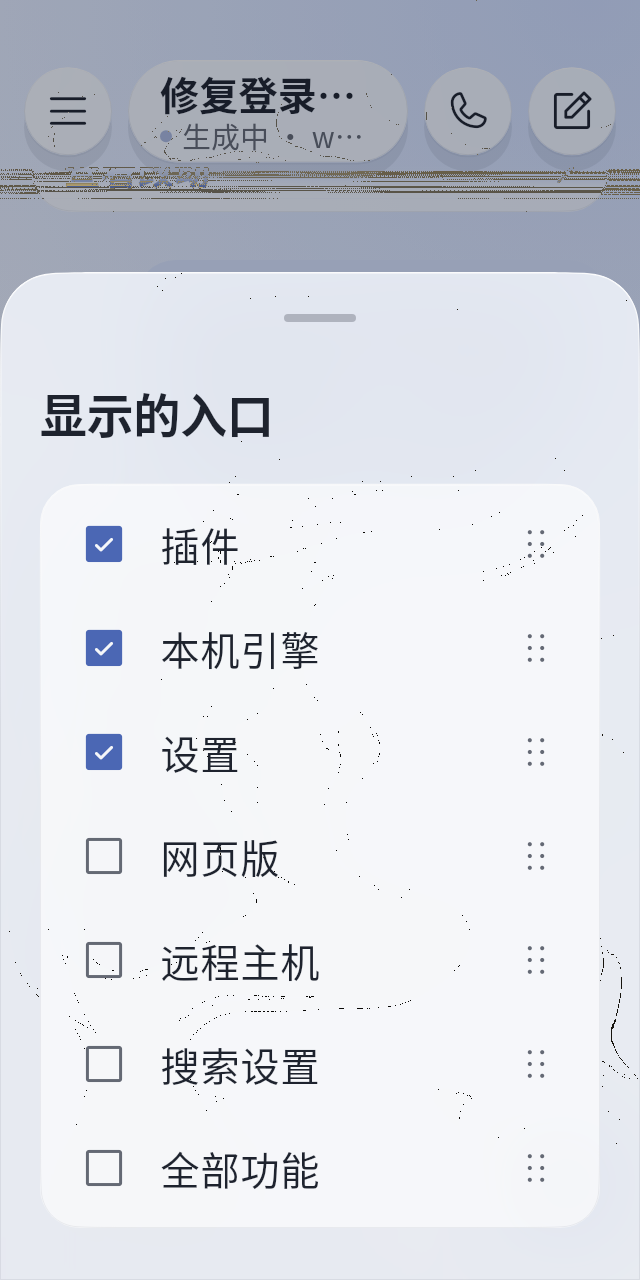 修复登录…
生成中 • w…
显示的入口
插件
本机引擎
设置
网页版
远程主机
搜索设置
全部功能